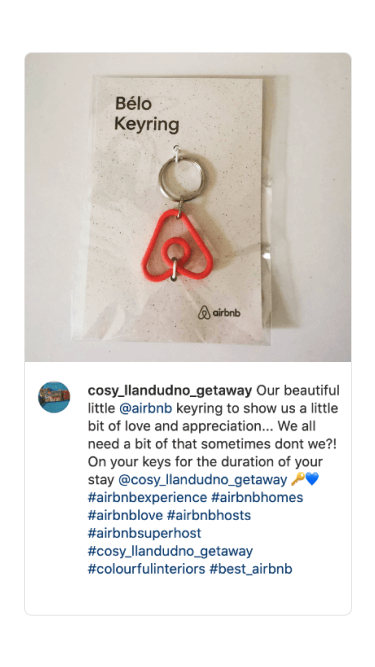 Bélo
Keyring
airbnb
cosy_llandudno_getaway Our beautiful
little @airbnb keyring to show us a little
bit of love and appreciation... We all
need a bit of that sometimes dont we?!
On your keys for the duration of your
stay @cosy_llandudno_getaway 🔑💙
#airbnbexperience #airbnbhomes
#airbnblove #airbnbhosts
#airbnbsuperhost
#cosy_llandudno_getaway
#colourfulinteriors #best_airbnb